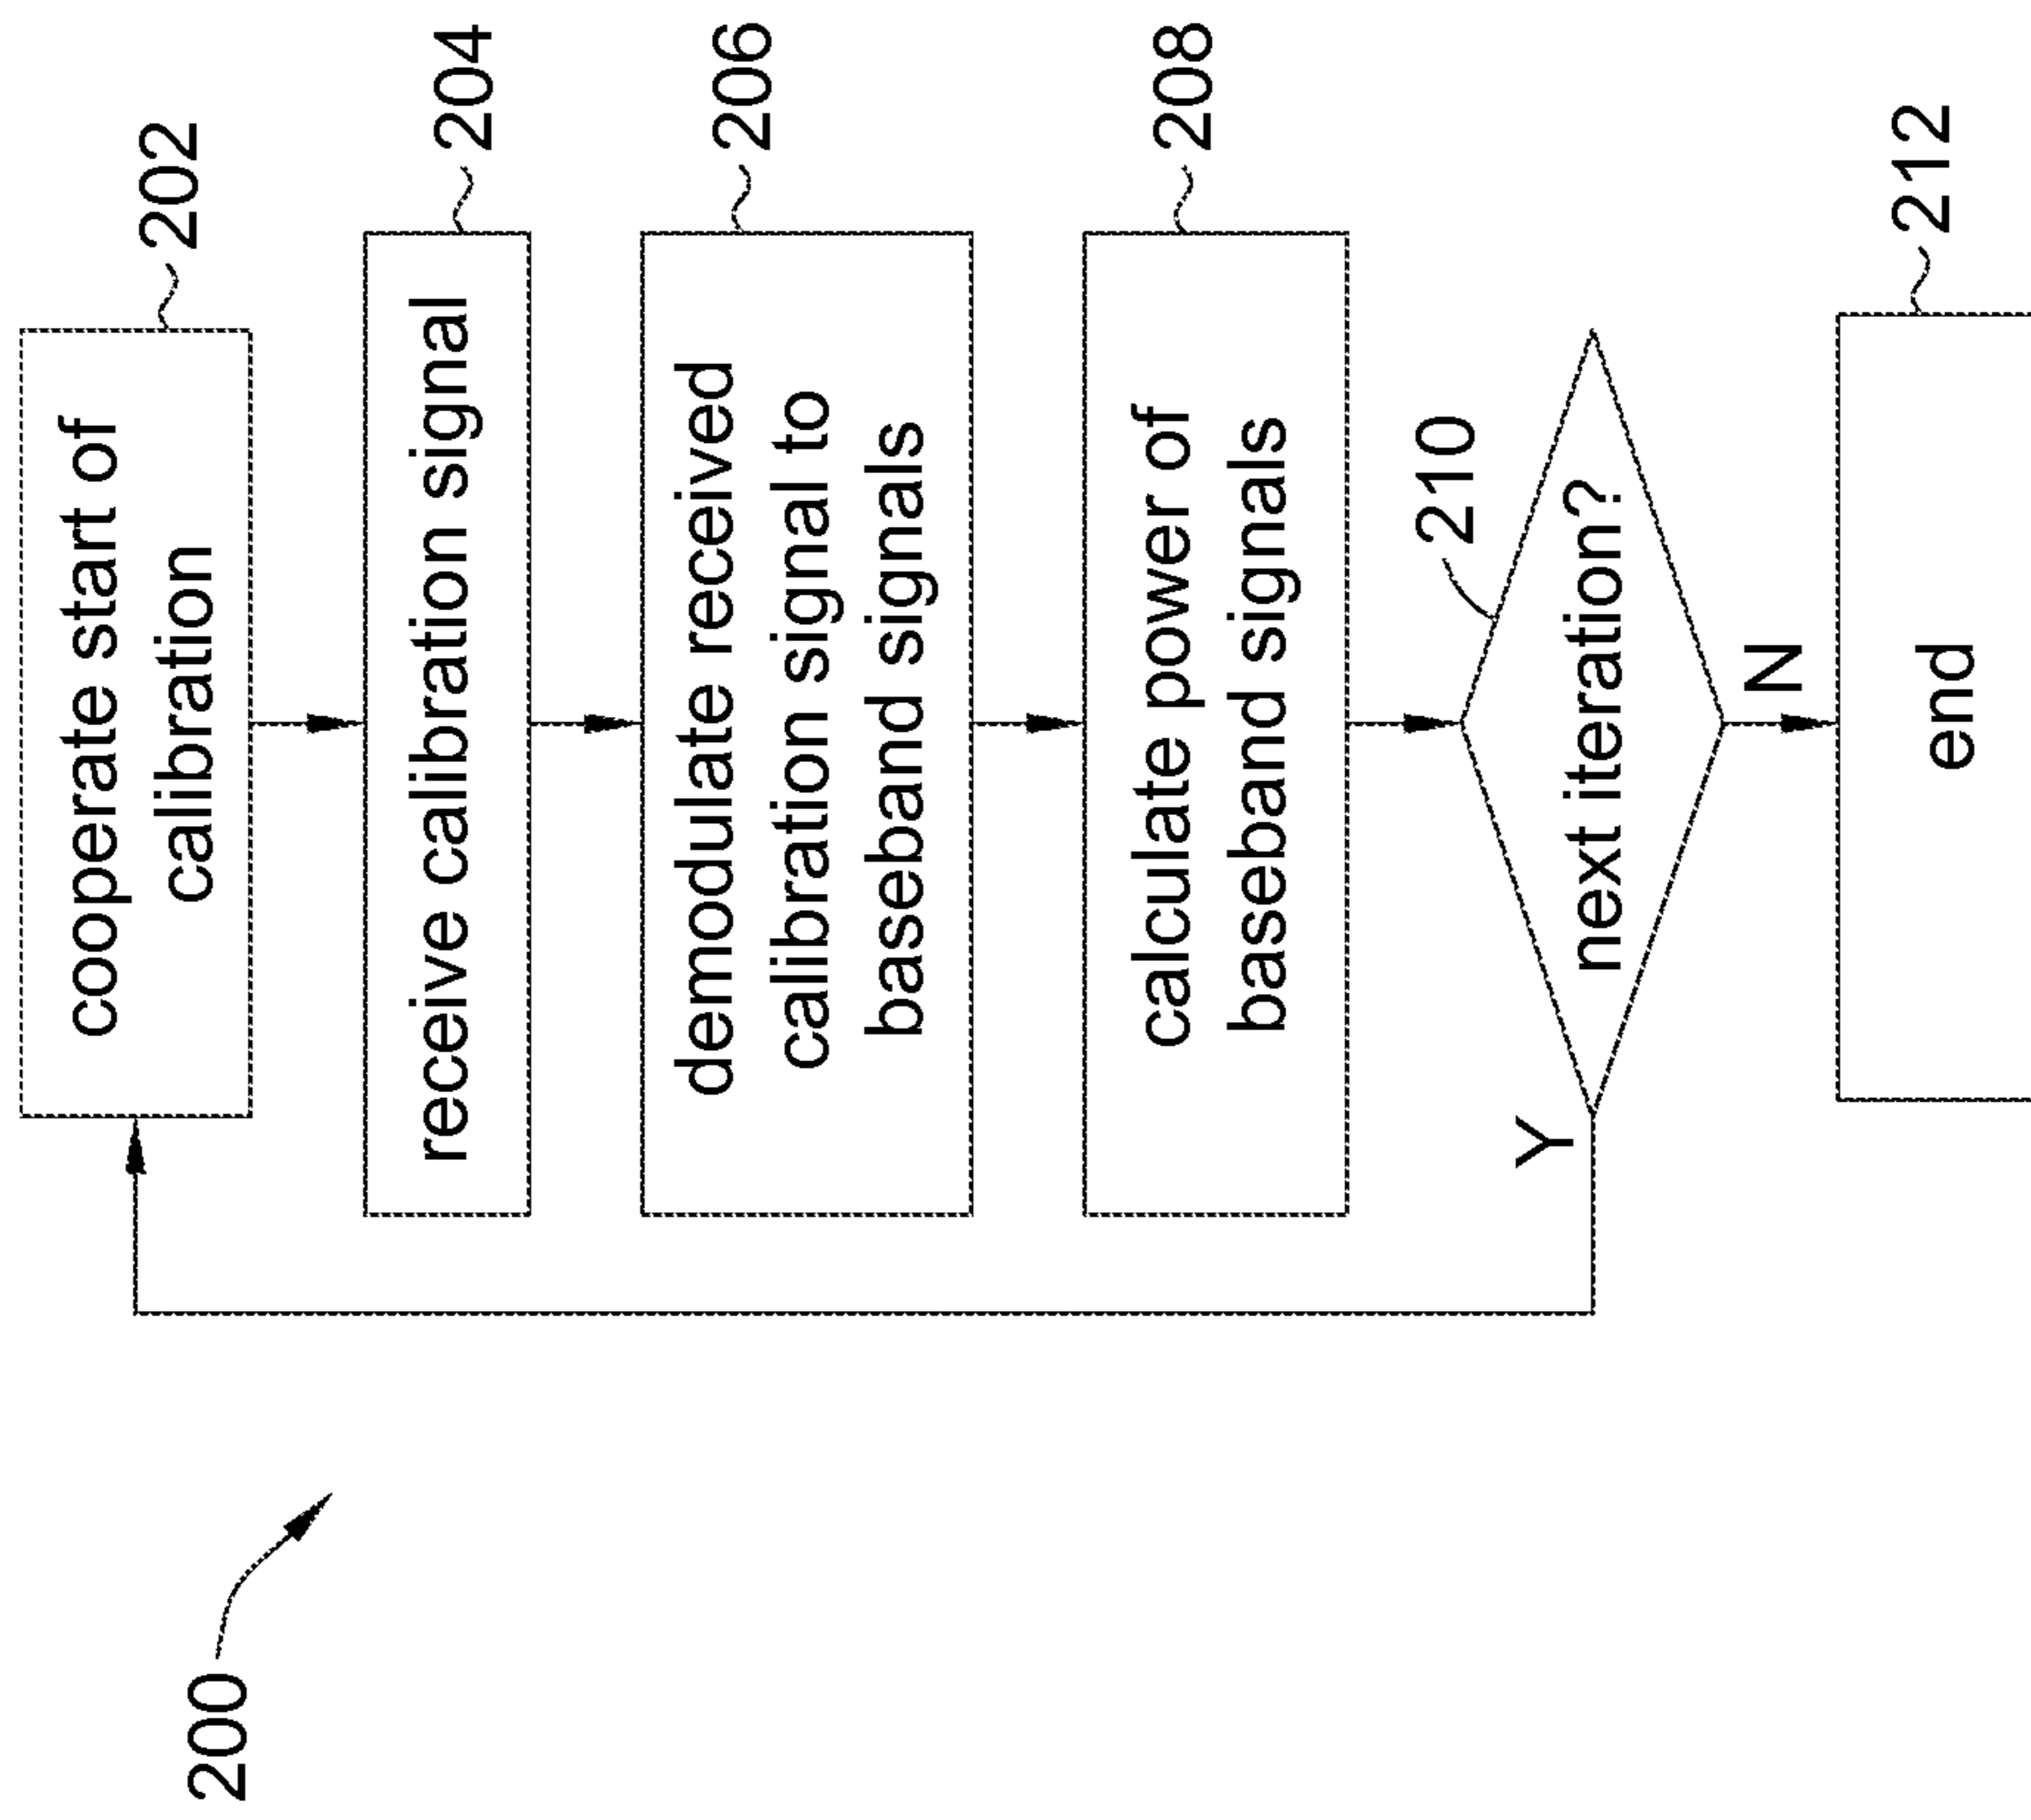 200
cooperate start of
calibration
202
receive calibration signal
204
demodulate received
calibration signal to
baseband signals
206
calculate power of
baseband signals
208
210
next iteration?
Y
N
end
212